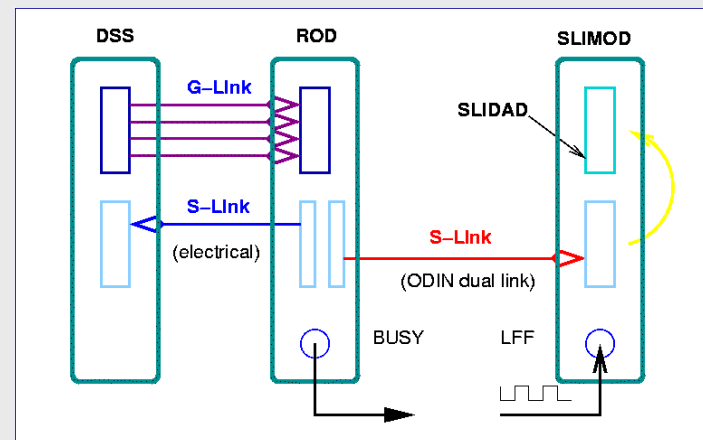 DSS
ROD
SLIMOD
G–LInk
SLIDAD
S–LInk
(electrical)
S–LInk
(ODIN dual link)
BUSY
LFF